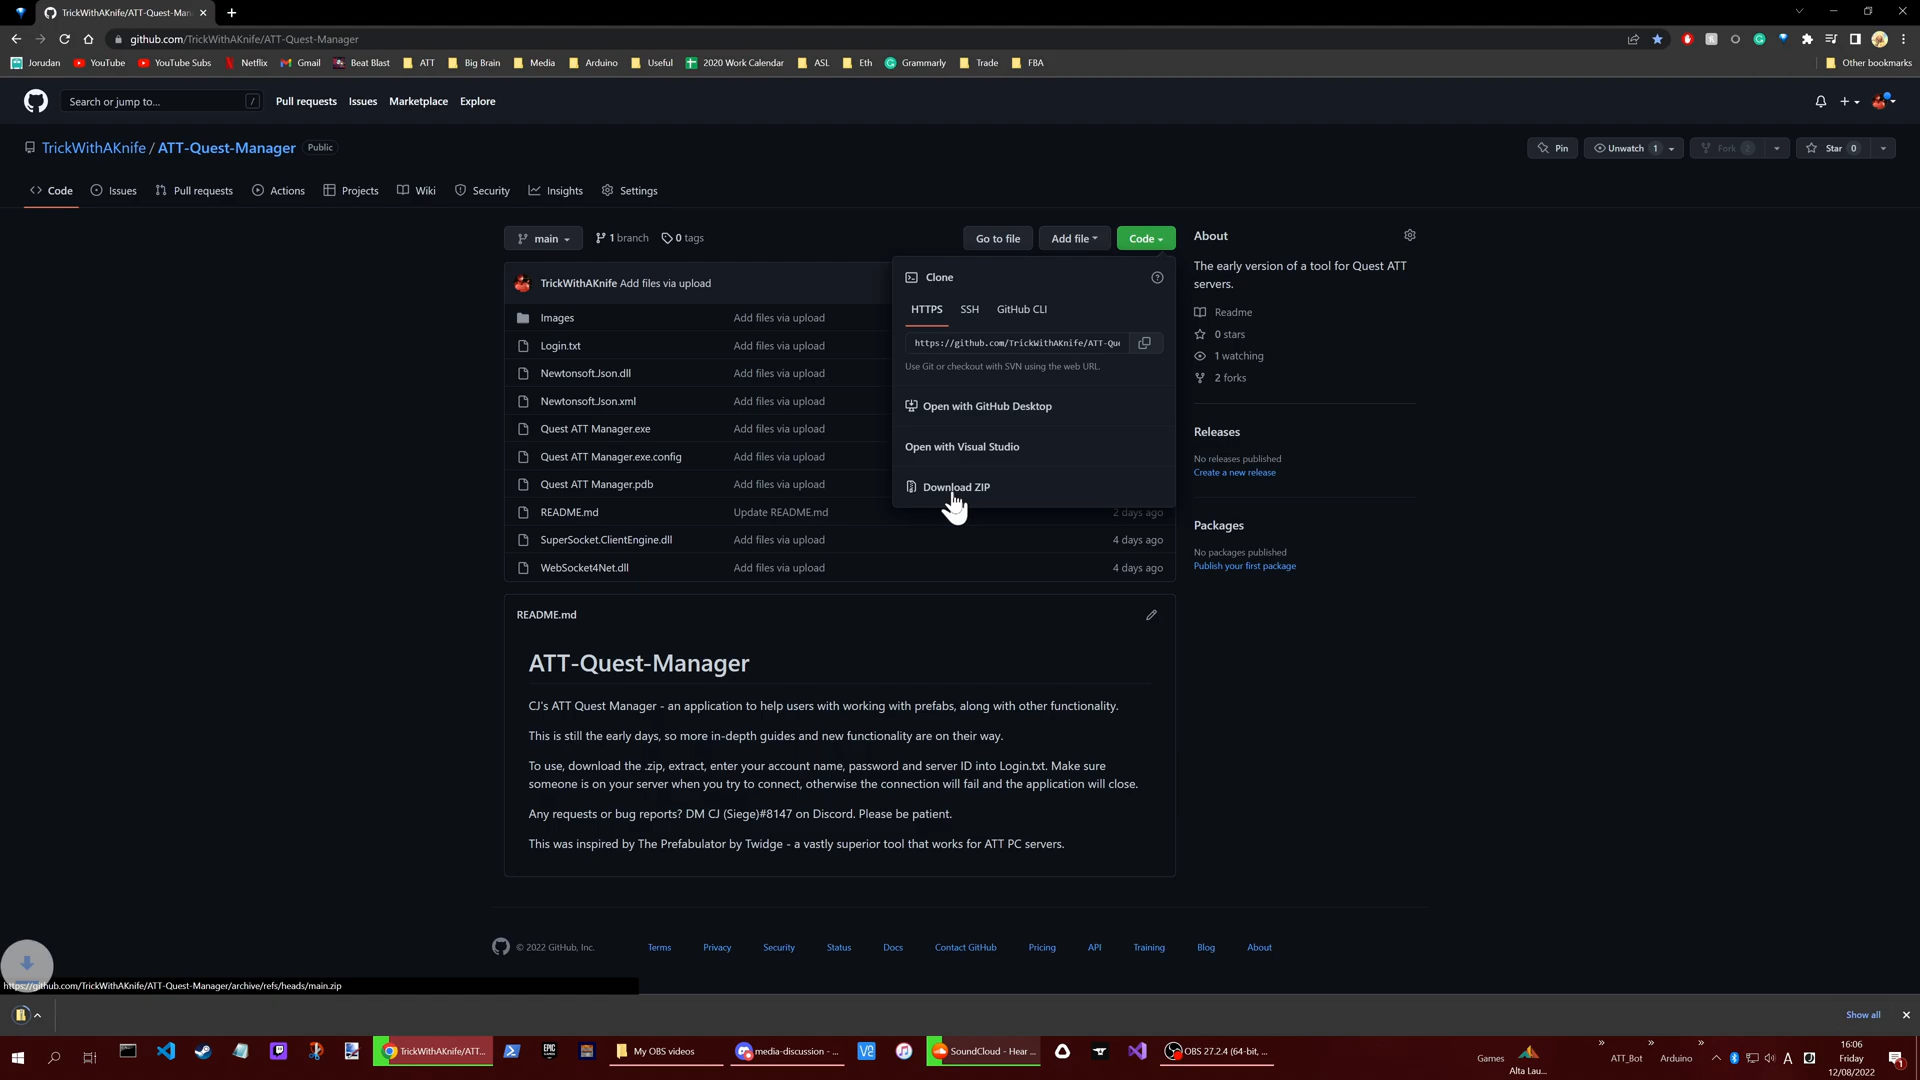 TrickWithAKnife/ATT-Quest-Man
github.com/TrickWithAKnife/ATT-Quest-Manager
Jorudan YouTube YouTube Subs Netflix Gmail Beat Blast ATT Big Brain Media Arduino Useful 2020 Work Calendar ASL Eth Grammarly Trade FBA Other bookmarks
Search or jump to... / Pull requests Issues Marketplace Explore
TrickWithAKnife / ATT-Quest-Manager Public Pin Unwatch 1 Fork 2 Star 0
Code Issues Pull requests Actions Projects Wiki Security Insights Settings
main 1 branch 0 tags Go to file Add file Code
TrickWithAKnife Add files via upload
Images Add files via upload
Login.txt Add files via upload
Newtonsoft.Json.dll Add files via upload
Newtonsoft.Json.xml Add files via upload
Quest ATT Manager.exe Add files via upload
Quest ATT Manager.exe.config Add files via upload
Quest ATT Manager.pdb Add files via upload
README.md Update README.md 2 days ago
SuperSocket.ClientEngine.dll Add files via upload 4 days ago
WebSocket4Net.dll Add files via upload 4 days ago
Clone
HTTPS SSH GitHub CLI
https://github.com/TrickWithAKnife/ATT-Que
Use Git or checkout with SVN using the web URL.
Open with GitHub Desktop
Open with Visual Studio
Download ZIP
About
The early version of a tool for Quest ATT
servers.
Readme
0 stars
1 watching
2 forks
Releases
No releases published
Create a new release
Packages
No packages published
Publish your first package
README.md
ATT-Quest-Manager
CJ's ATT Quest Manager - an application to help users with working with prefabs, along with other functionality.
This is still the early days, so more in-depth guides and new functionality are on their way.
To use, download the .zip, extract, enter your account name, password and server ID into Login.txt. Make sure
someone is on your server when you try to connect, otherwise the connection will fail and the application will close.
Any requests or bug reports? DM CJ (Siege)#8147 on Discord. Please be patient.
This was inspired by The Prefabulator by Twidge - a vastly superior tool that works for ATT PC servers.
© 2022 GitHub, Inc. Terms Privacy Security Status Docs Contact GitHub Pricing API Training Blog About
https://github.com/TrickWithAKnife/ATT-Quest-Manager/archive/refs/heads/main.zip
Show all
TrickWithAKnife/ATT... EPIC GAMES My OBS videos media-discussion - ... SoundCloud - Hear ... OBS 27.2.4 (64-bit, ... Games Alta Lau... ATT_Bot Arduino A
16:06
Friday
12/08/2022
1